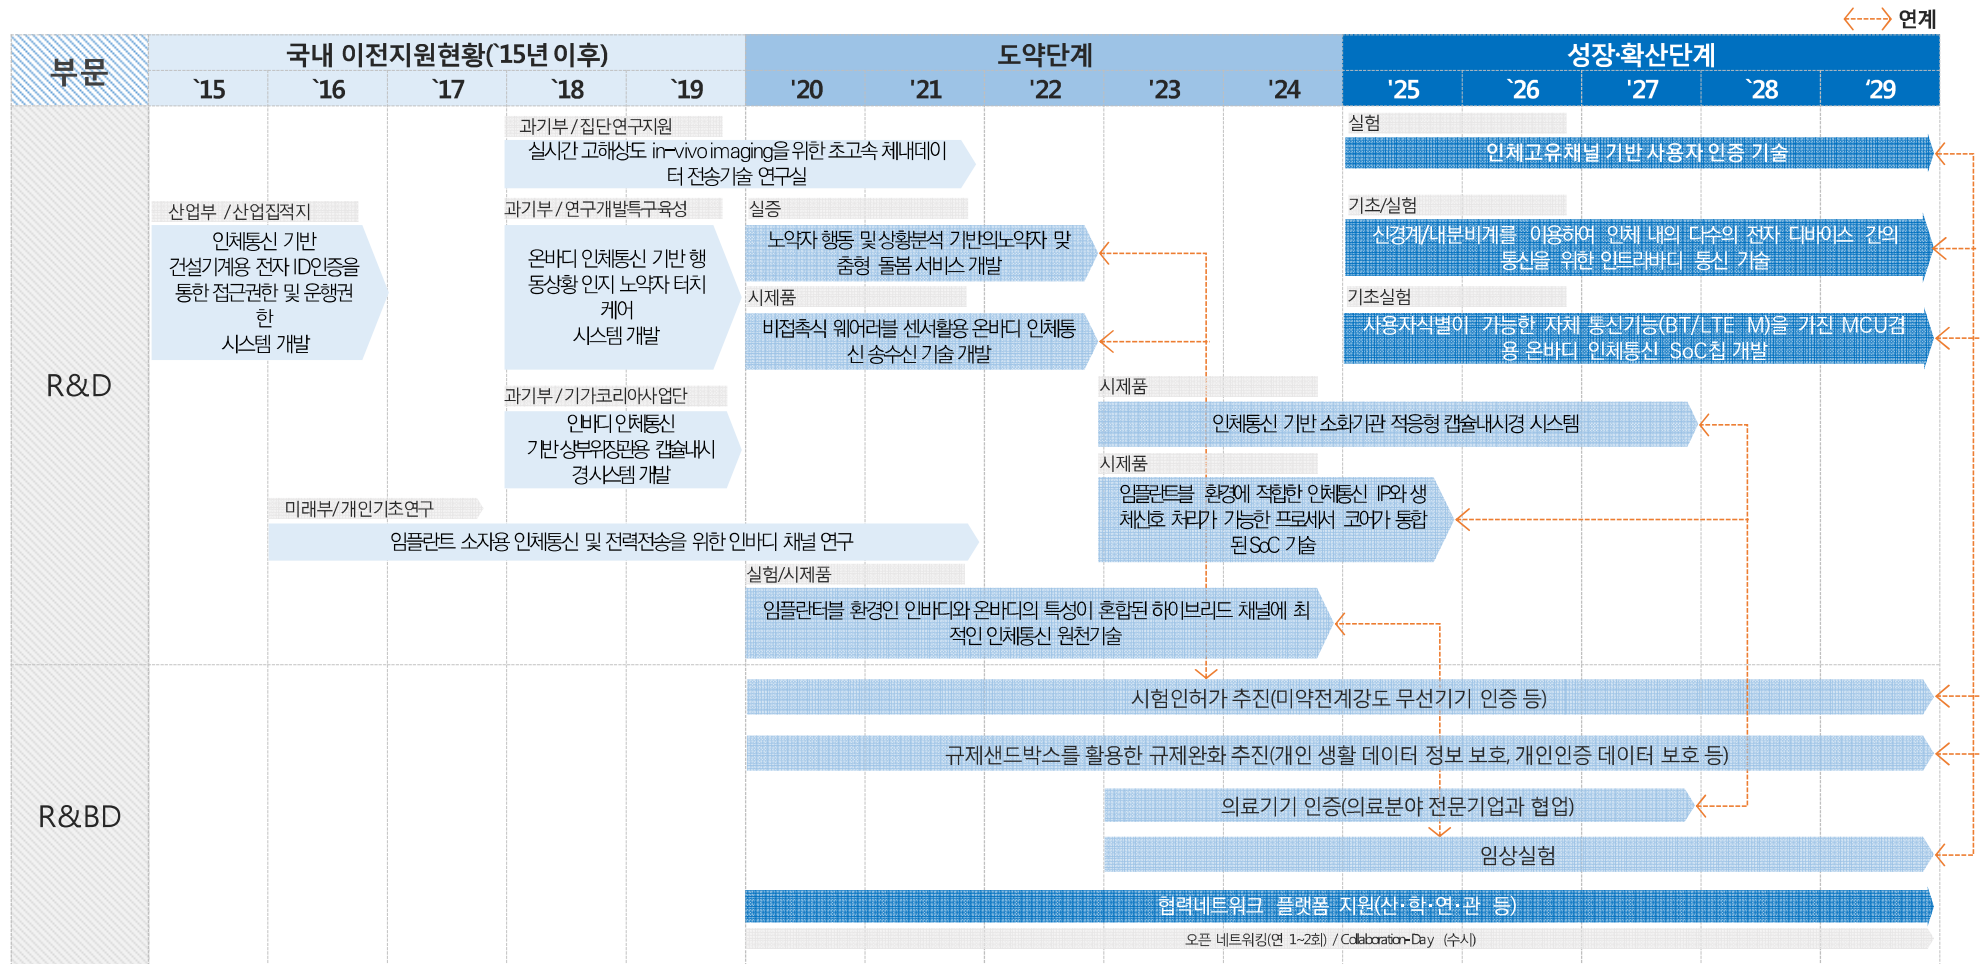 연계
부문
국내 이전지원현황(`15년 이후)
도약단계
성장·확산단계
`15 `16 `17 `18 `19 '20 '21 '22 '23 '24 '25 `26 '27 `28 ‘29
R&D
과기부 / 집단연구지원
실시간 고해상도 in-vivo imaging을 위한 초고속 체내데이
터 전송기술 연구실
실험
인체고유채널 기반 사용자 인증 기술
산업부 / 산업집적지
인체통신 기반
건설기계용 전자 ID인증을
통한 접근권한 및 운행권
한
시스템 개발
과기부 / 연구개발특구육성
온바디 인체통신 기반 행
동상황 인지 노약자 터치
케어
시스템 개발
실증
노약자 행동 및 상황분석 기반의노약자 맞
춤형 돌봄 서비스 개발
시제품
비접촉식 웨어러블 센서활용 온바디 인체통
신 송수신 기술 개발
기초/실험
신경계/내분비계를 이용하여 인체 내의 다수의 전자 디바이스 간의
통신을 위한 인트라바디 통신 기술
기초실험
사용자식별이 가능한 자체 통신기능(BT/LTE M)을 가진 MCU겸
용 온바디 인체통신 SoC칩 개발
과기부 / 기가코리아사업단
인바디 인체통신
기반 상부위장관용 캡슐내시
경 시스템 개발
시제품
인체통신 기반 소화기관 적응형 캡슐내시경 시스템
시제품
임플란트블 환경에 적합한 인체통신 IP와 생
체신호 처리가 가능한 프로세서 코어가 통합
된 SoC 기술
미래부/개인기초연구
임플란트 소자용 인체통신 및 전력전송을 위한 인바디 채널 연구
실험/시제품
임플란터블 환경인 인바디와 온바디의 특성이 혼합된 하이브리드 채널에 최
적인 인체통신 원천기술
R&BD
시험인허가 추진(미약전계강도 무선기기 인증 등)
규제샌드박스를 활용한 규제완화 추진(개인 생활 데이터 정보 보호, 개인인증 데이터 보호 등)
의료기기 인증(의료분야 전문기업과 협업)
임상실험
협력네트워크 플랫폼 지원(산·학·연·관 등)
오픈 네트워킹(연 1~2회) / Collaboration-Day (수시)